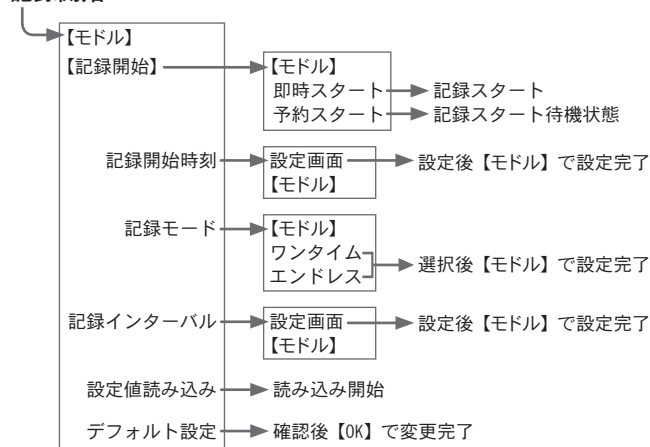 【モドル】
【記録開始】 【モドル】
即時スタート 記録スタート
予約スタート 記録スタート待機状態
記録開始時刻 設定画面 設定後【モドル】で設定完了
【モドル】
記録モード 【モドル】
ワンタイム
エンドレス
選択後【モドル】で設定完了
記録インターバル 設定画面 設定後【モドル】で設定完了
【モドル】
設定値読み込み 読み込み開始
デフォルト設定 確認後【OK】で変更完了